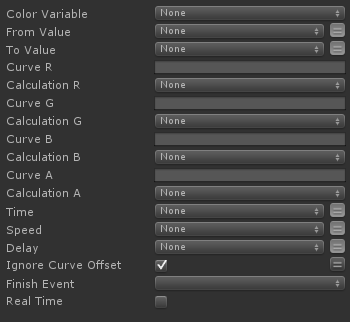 Color Variable None
From Value None
To Value None
Curve R
Calculation R None
Curve G
Calculation G None
Curve B
Calculation B None
Curve A
Calculation A None
Time None
Speed None
Delay None
Ignore Curve Offset
Finish Event
Real Time